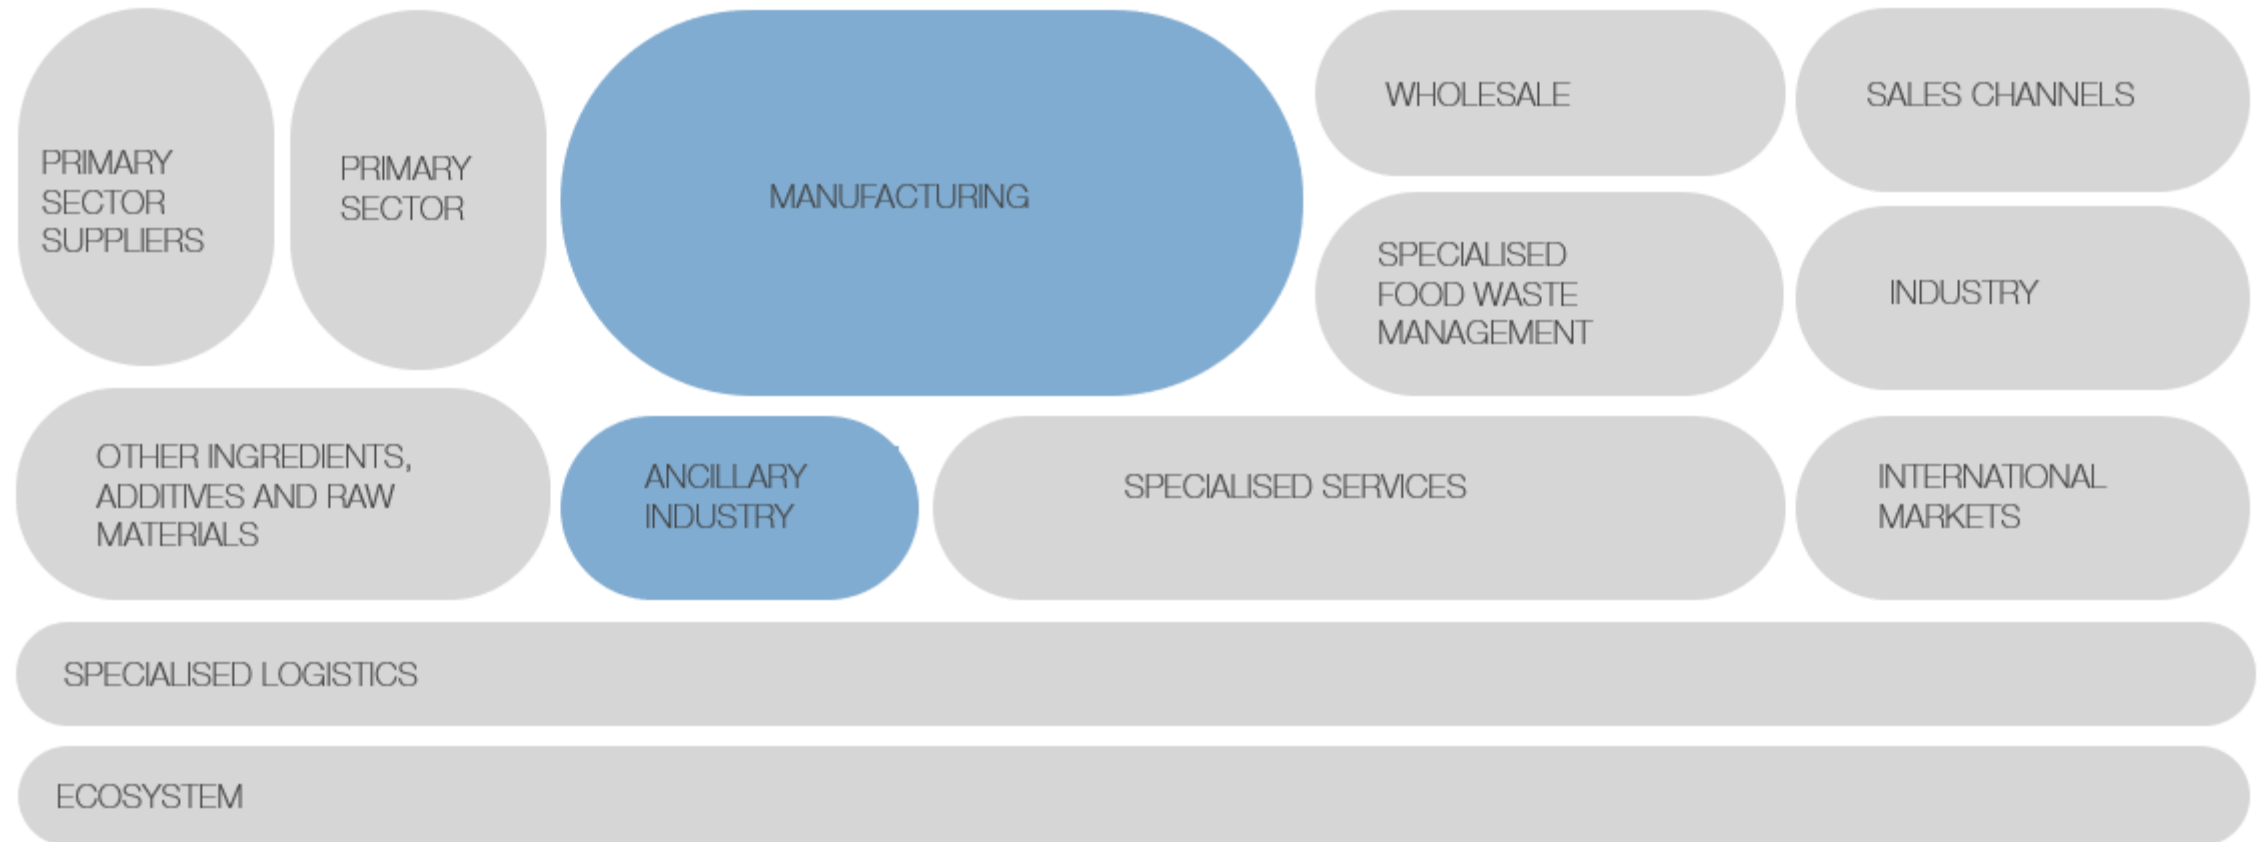 PRIMARY
SECTOR
SUPPLIERS
PRIMARY
SECTOR
MANUFACTURING
WHOLESALE
SALES CHANNELS
SPECIALISED
FOOD WASTE
MANAGEMENT
INDUSTRY
OTHER INGREDIENTS,
ADDITIVES AND RAW
MATERIALS
ANCILLARY
INDUSTRY
SPECIALISED SERVICES
INTERNATIONAL
MARKETS
SPECIALISED LOGISTICS
ECOSYSTEM